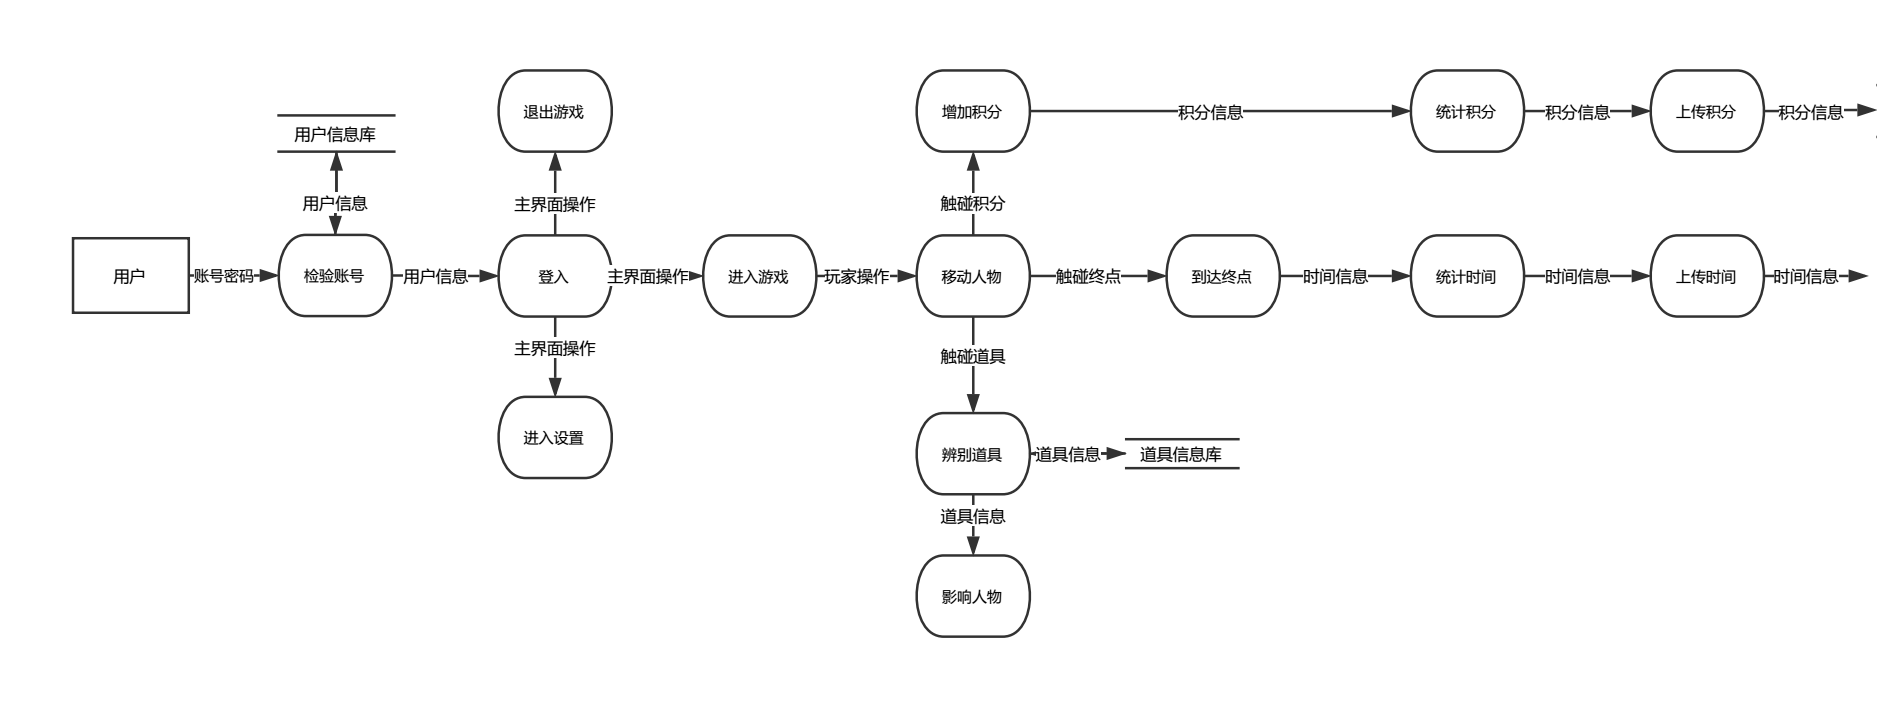 退出游戏
增加积分
积分信息
统计积分
积分信息
上传积分
积分信息
用户信息库
用户信息
主界面操作
触碰积分
用户
账号密码
检验账号
用户信息
登入
主界面操作
进入游戏
玩家操作
移动人物
触碰终点
到达终点
时间信息
统计时间
时间信息
上传时间
时间信息
主界面操作
触碰道具
进入设置
辨别道具
道具信息
道具信息库
道具信息
影响人物